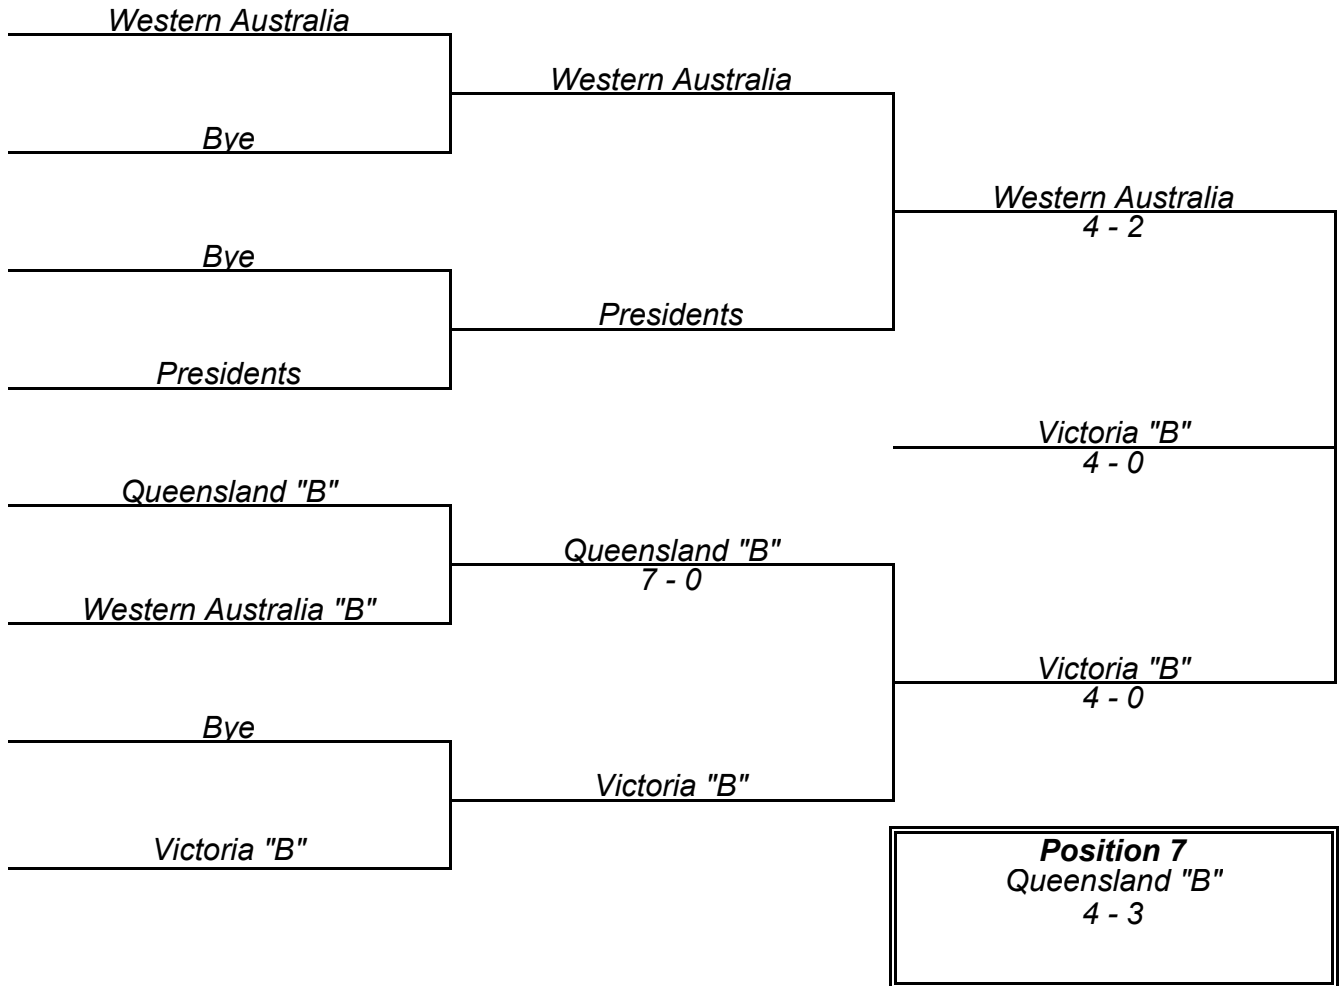 Western Australia
Western Australia
Bye
Western Australia
4 - 2
Bye
Presidents
Presidents
Victoria "B"
4 - 0
Queensland "B"
Queensland "B"
7 - 0
Western Australia "B"
Victoria "B"
4 - 0
Bye
Victoria "B"
Victoria "B"
Position 7
Queensland "B"
4 - 3